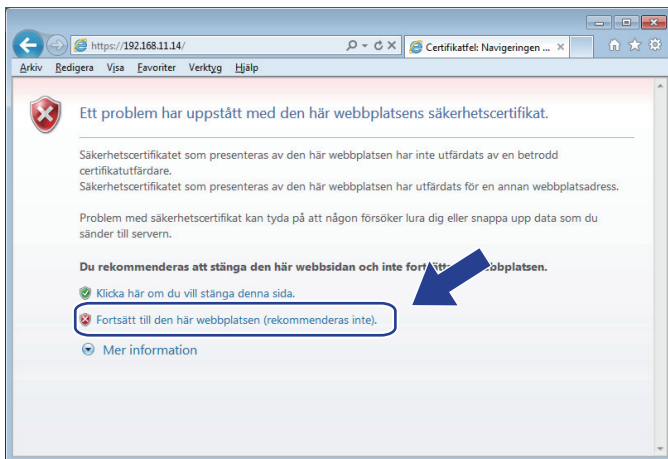 https://192.168.11.14/
Certifikatfel: Navigeringen ...
Arkiv Redigera Visa Favoriter Verktyg Hjälp
Ett problem har uppstått med den här webbplatsens säkerhetscertifikat.
Säkerhetscertifikatet som presenteras av den här webbplatsen har inte utfärdats av en betrodd
certifikatutfärdare.
Säkerhetscertifikatet som presenteras av den här webbplatsen har utfärdats för en annan webbplatsadress.
Problem med säkerhetscertifikat kan tyda på att någon försöker lura dig eller snappa upp data som du
sänder till servern.
Du rekommenderas att stänga den här webbsidan och inte
Klicka här om du vill stänga denna sida.
Fortsätt till den här webbplatsen (rekommenderas inte).
Mer information